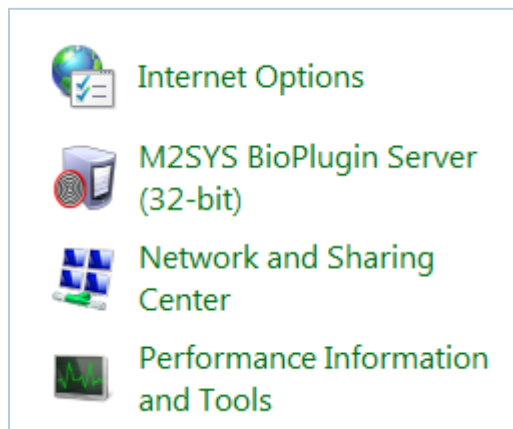 Internet Options
M2SYS BioPlugin Server
(32-bit)
Network and Sharing
Center
Performance Information
and Tools